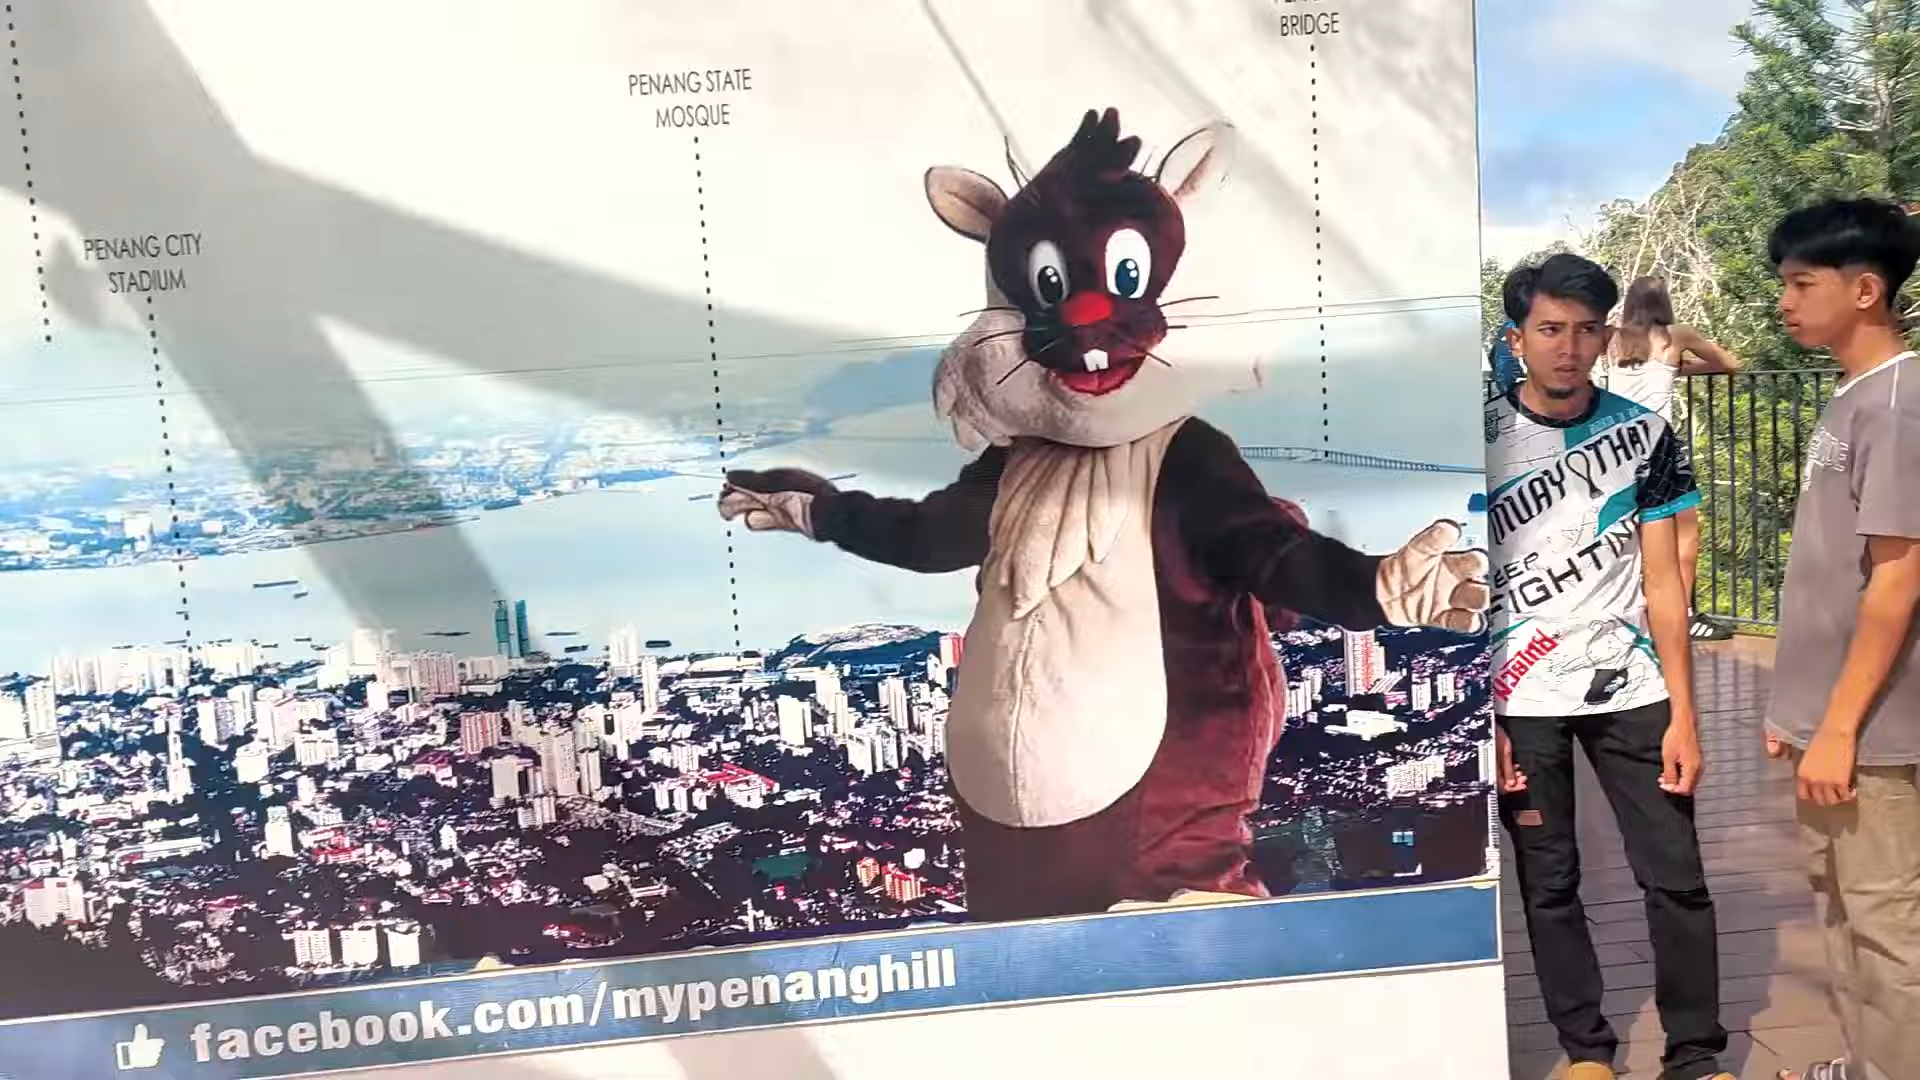 BRIDGE
PENANG STATE
MOSQUE
PENANG CITY
STADIUM
MUAY THAI
FIGHTING
facebook.com/mypenanghill